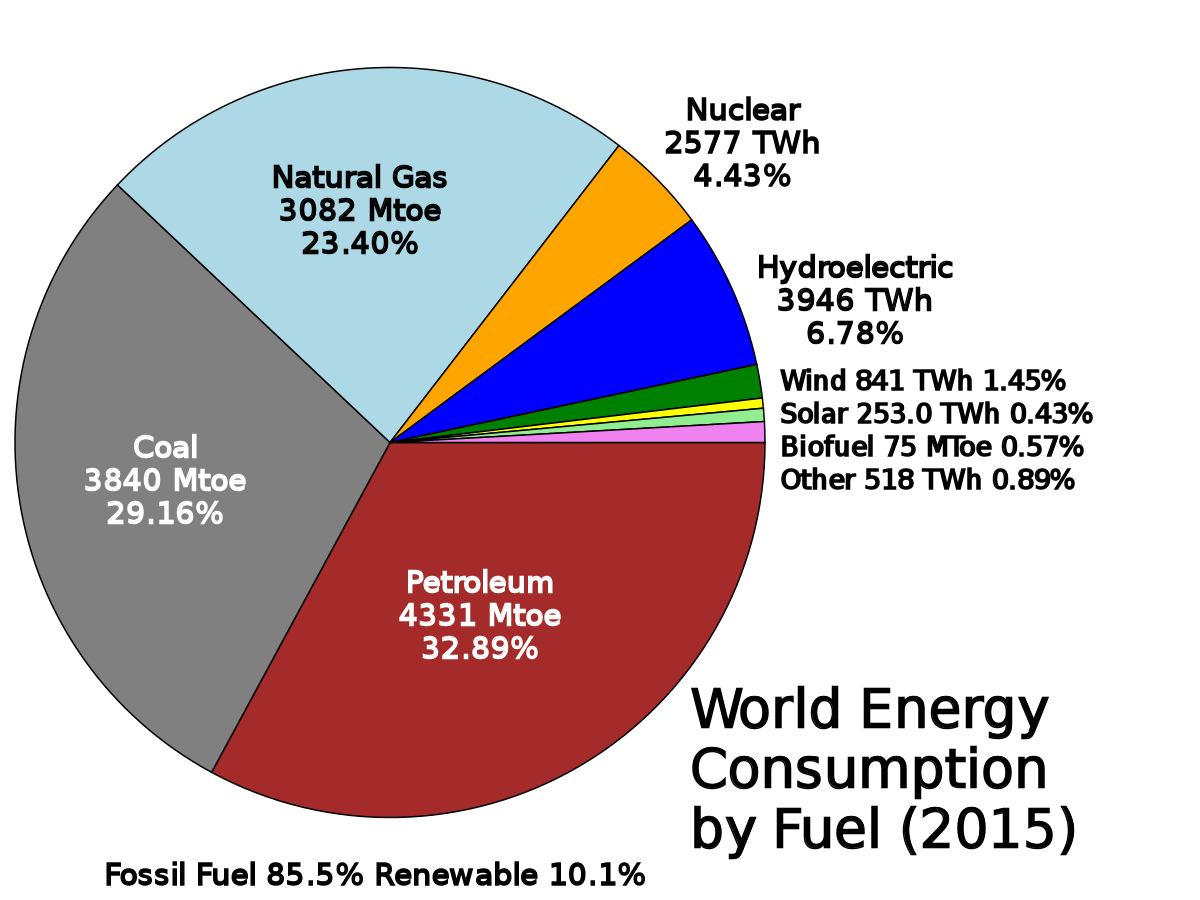 Nuclear
2577 TWh
4.43%
Natural Gas
3082 Mtoe
23.40%
Hydroelectric
3946 TWh
6.78%
Wind 841 TWh 1.45%
Solar 253.0 TWh 0.43%
Biofuel 75 MToe 0.57%
Other 518 TWh 0.89%
Coal
3840 Mtoe
29.16%
Petroleum
4331 Mtoe
32.89%
World Energy
Consumption
by Fuel (2015)
Fossil Fuel 85.5% Renewable 10.1%